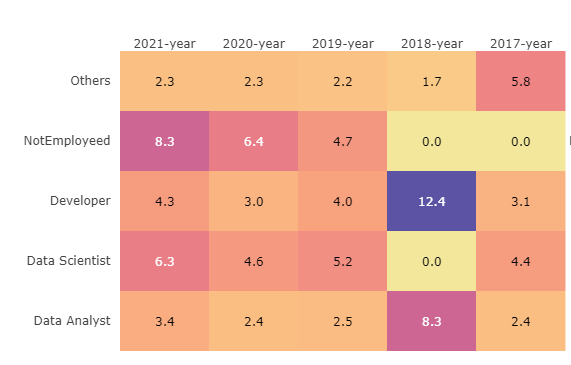 2021-year 2020-year 2019-year 2018-year 2017-year
Others 2.3 2.3 2.2 1.7 5.8
NotEmployeed 8.3 6.4 4.7 0.0 0.0
Developer 4.3 3.0 4.0 12.4 3.1
Data Scientist 6.3 4.6 5.2 0.0 4.4
Data Analyst 3.4 2.4 2.5 8.3 2.4